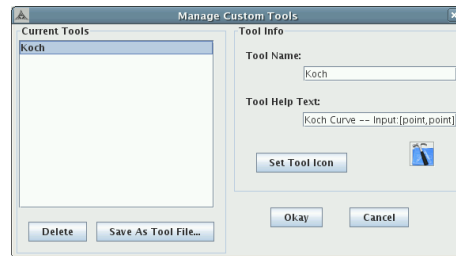 Manage Custom Tools
Current Tools
Koch
Delete
Save As Tool File...
Tool Info
Tool Name:
Koch
Tool Help Text:
Koch Curve -- Input:[point,point]
Set Tool Icon
Okay
Cancel